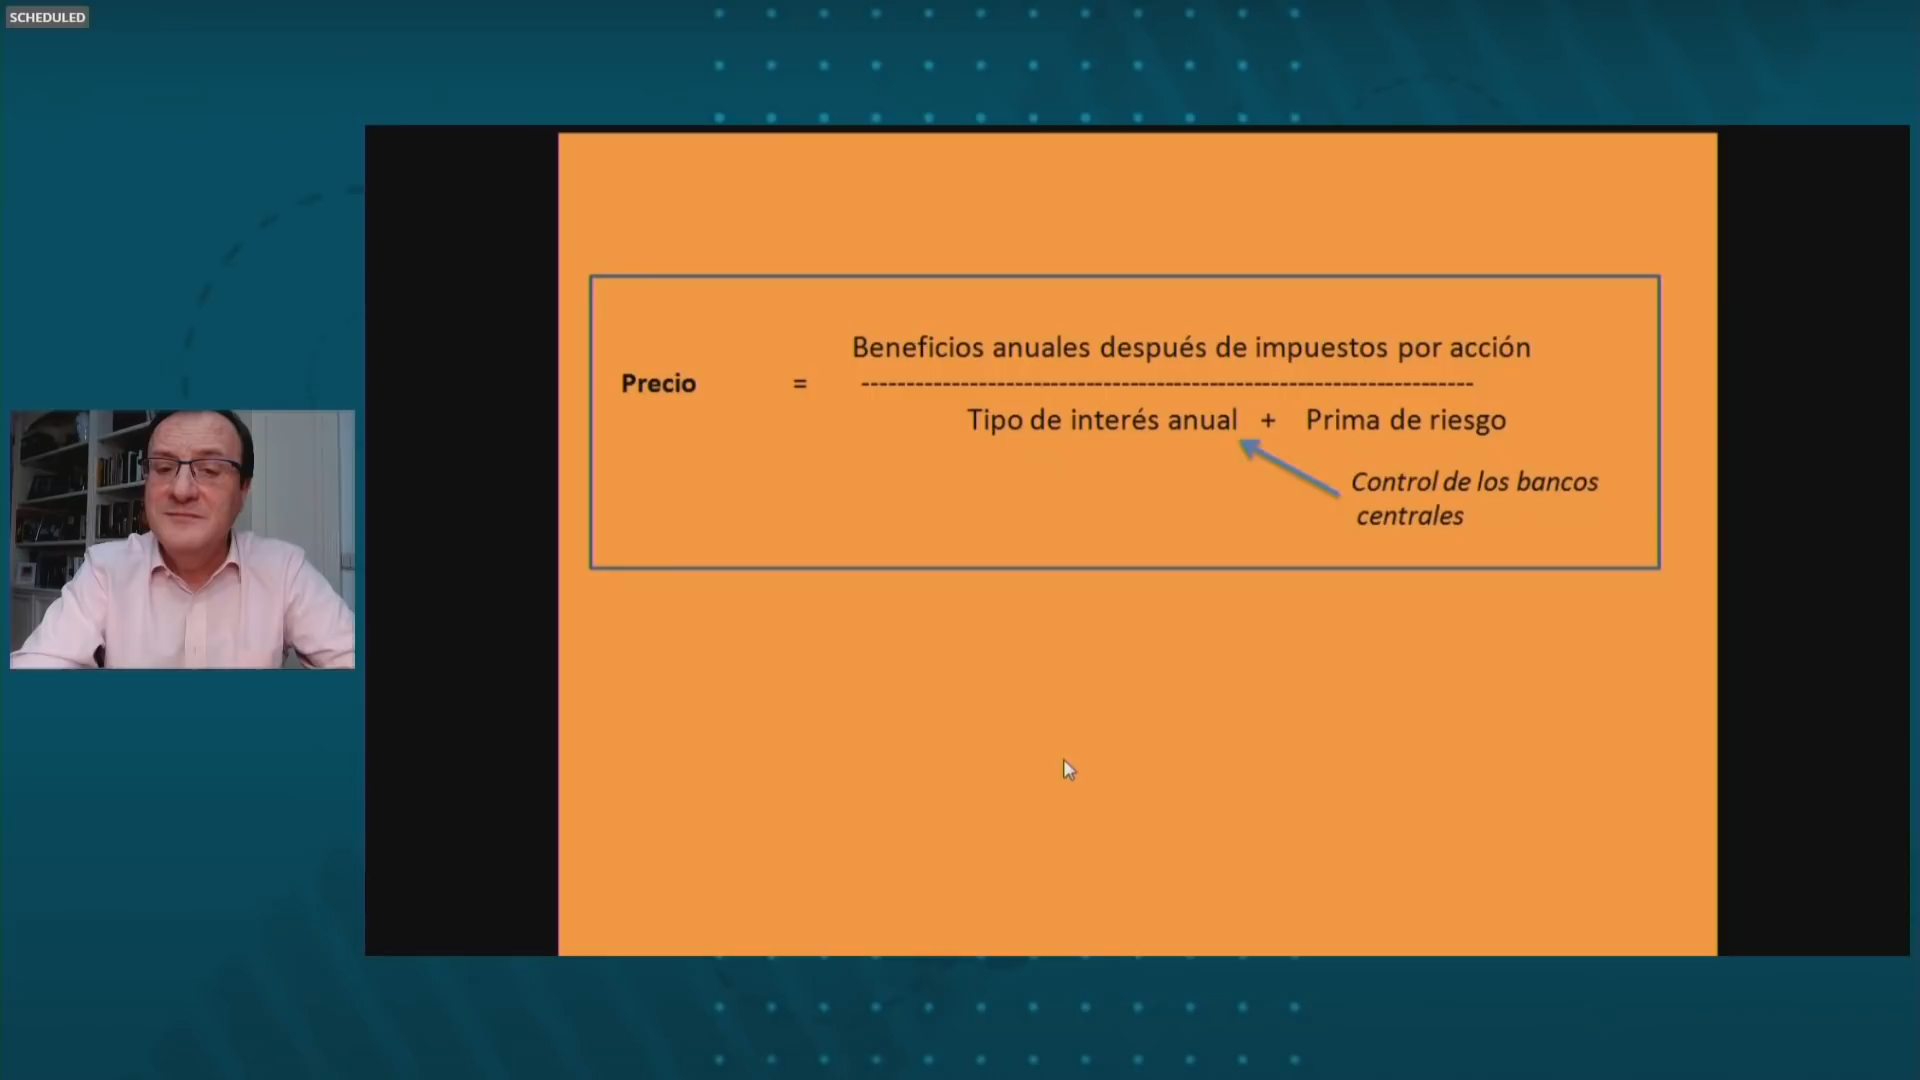 SCHEDULED
Beneficios anuales después de impuestos por acción
Precio = --------------------------------------------------------------------
Tipo de interés anual + Prima de riesgo
Control de los bancos
centrales